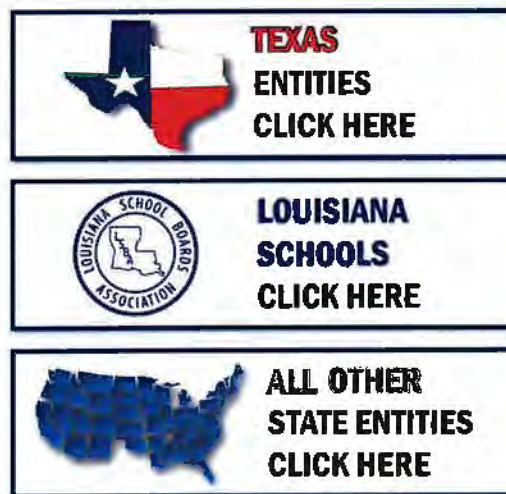 TEXAS
ENTITIES
CLICK HERE
LOUISIANA SCHOOL BOARDS
ASSOCIATION
LOUISIANA
SCHOOLS
CLICK HERE
ALL OTHER
STATE ENTITIES
CLICK HERE